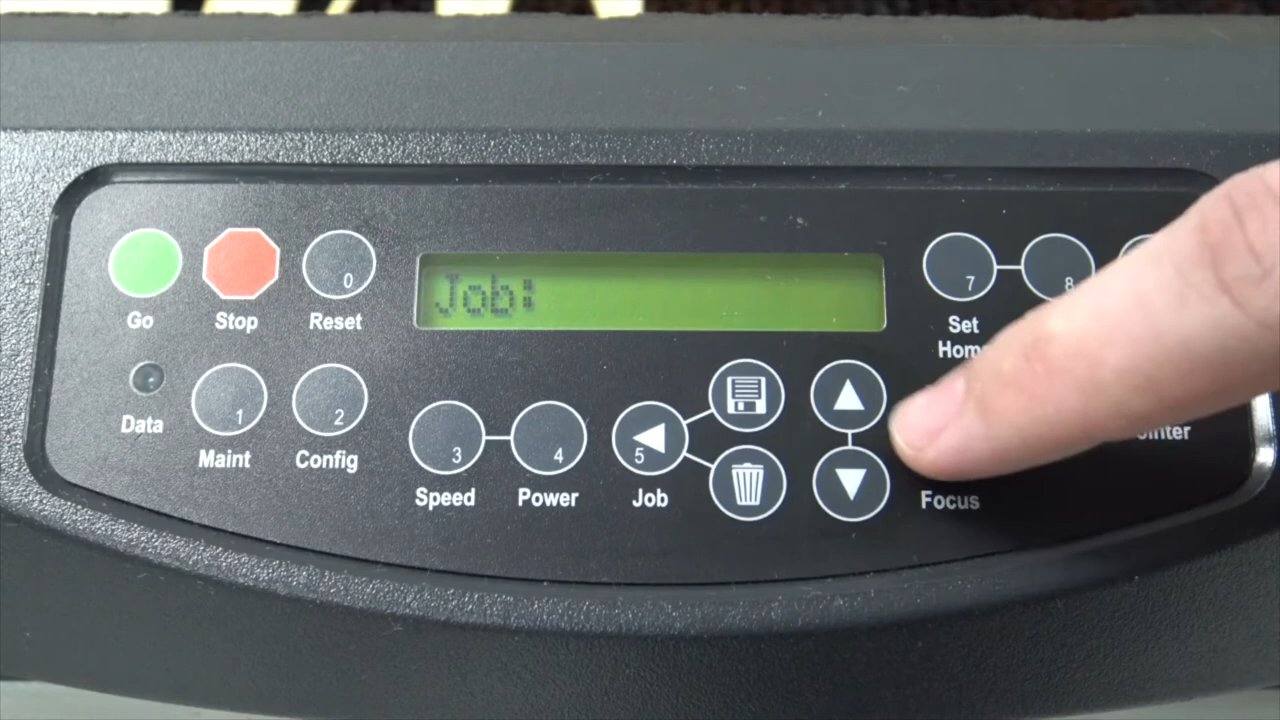 Job:
0
7
8
Go
Stop
Reset
Set
Hom
1
2
3
4
5
Data
Maint
Config
Speed
Power
Job
Focus